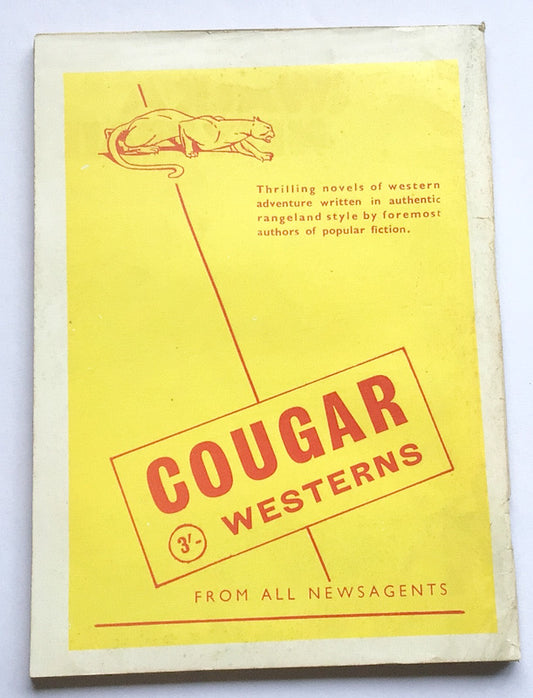 Thrilling novels of western
adventure written in authentic
rangeland style by foremost
authors of popular fiction.
COUGAR
3/- WESTERNS
FROM ALL NEWSAGENTS